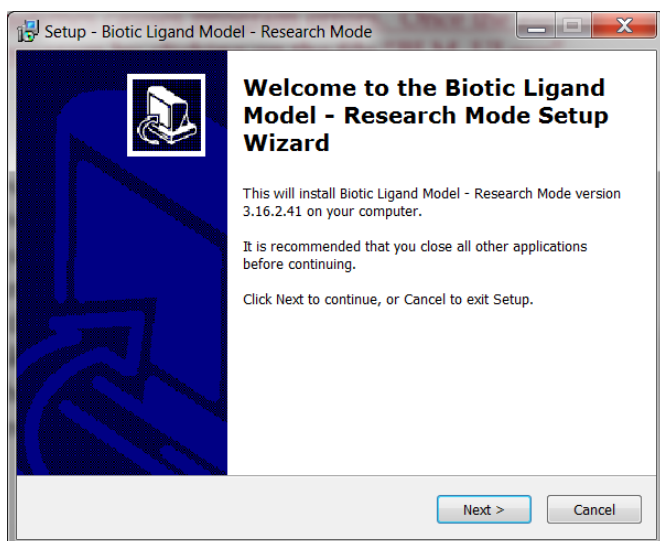 Setup - Biotic Ligand Model - Research Mode
Welcome to the Biotic Ligand
Model - Research Mode Setup
Wizard
This will install Biotic Ligand Model - Research Mode version
3.16.2.41 on your computer.
It is recommended that you close all other applications
before continuing.
Click Next to continue, or Cancel to exit Setup.
Next >
Cancel